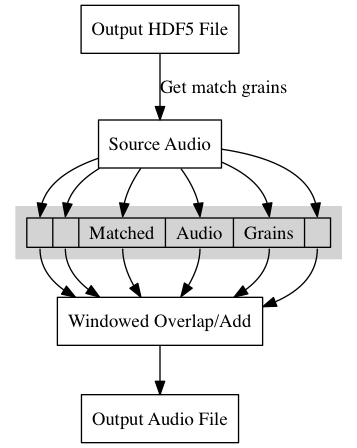 Output HDF5 File
Get match grains
Source Audio
Matched Audio Grains
Windowed Overlap/Add
Output Audio File